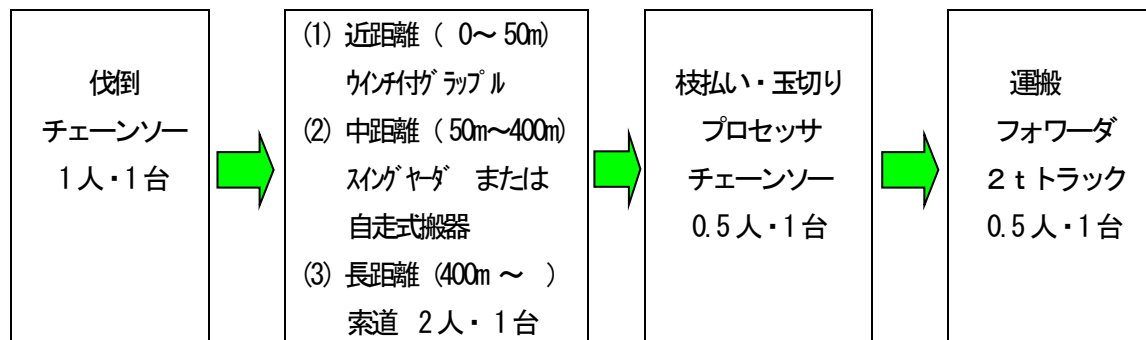 伐倒
チェーンソー
1人・1台
(1) 近距離 ( 0~50m)
ｳｲﾝﾁ付ｸﾞﾗｯﾌﾟﾙ
(2) 中距離 (50m~400m)
ｽｲﾝｸﾞﾔｰﾀﾞ または
自走式搬器
(3) 長距離 (400m ~ )
索道 2人・1台
枝払い・玉切り
プロセッサ
チェーンソー
0.5人・1台
運搬
フォワーダ
2tトラック
0.5人・1台